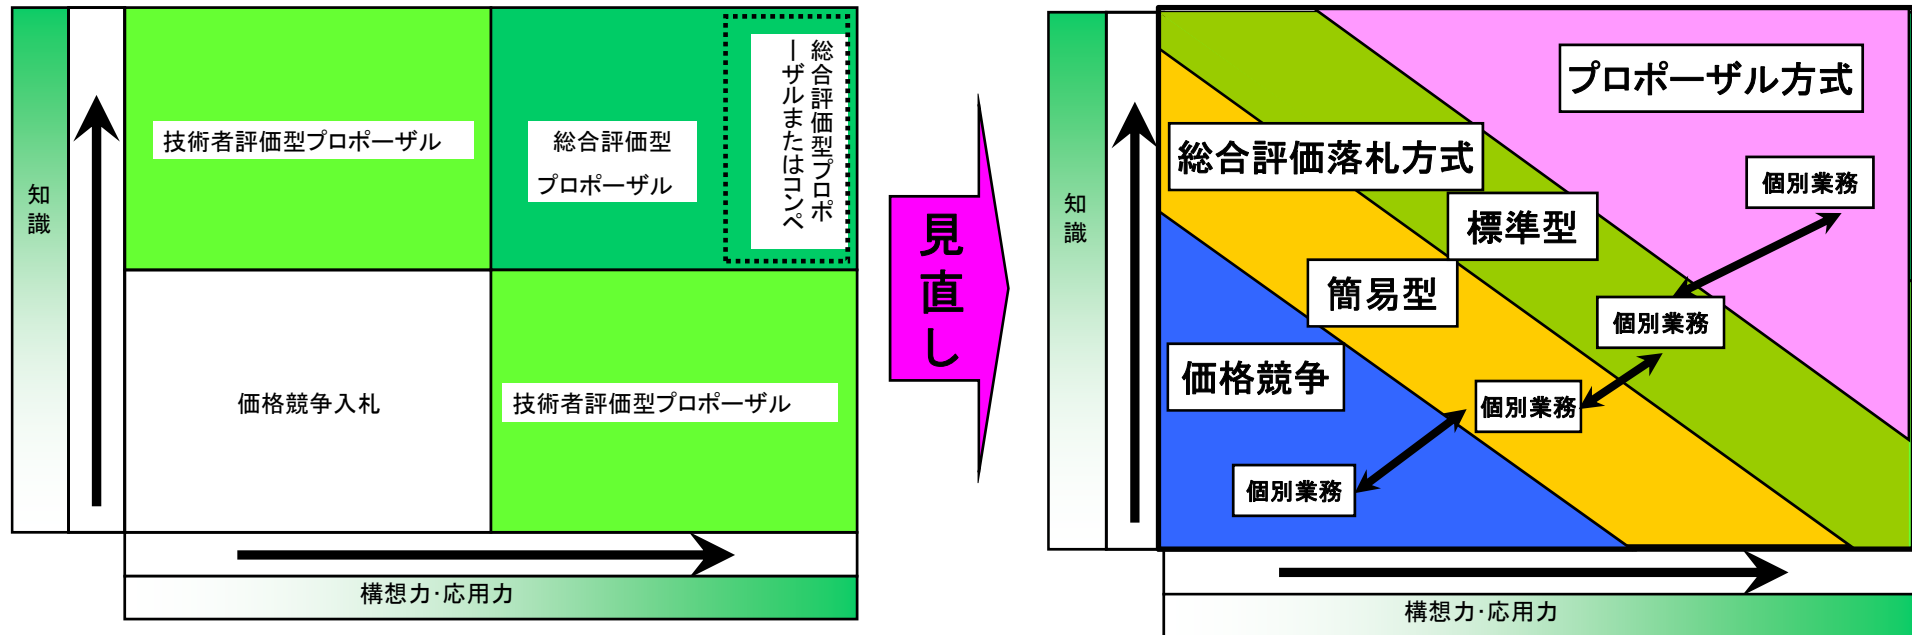 知識
技術者評価型プロポーザル
総合評価型
プロポーザル
総合評価型プロポ
ーザルまたはコンペ
価格競争入札
技術者評価型プロポーザル
構想力・応用力
見直し
知識
プロポーザル方式
総合評価落札方式
個別業務
標準型
簡易型
個別業務
価格競争
個別業務
個別業務
構想力・応用力